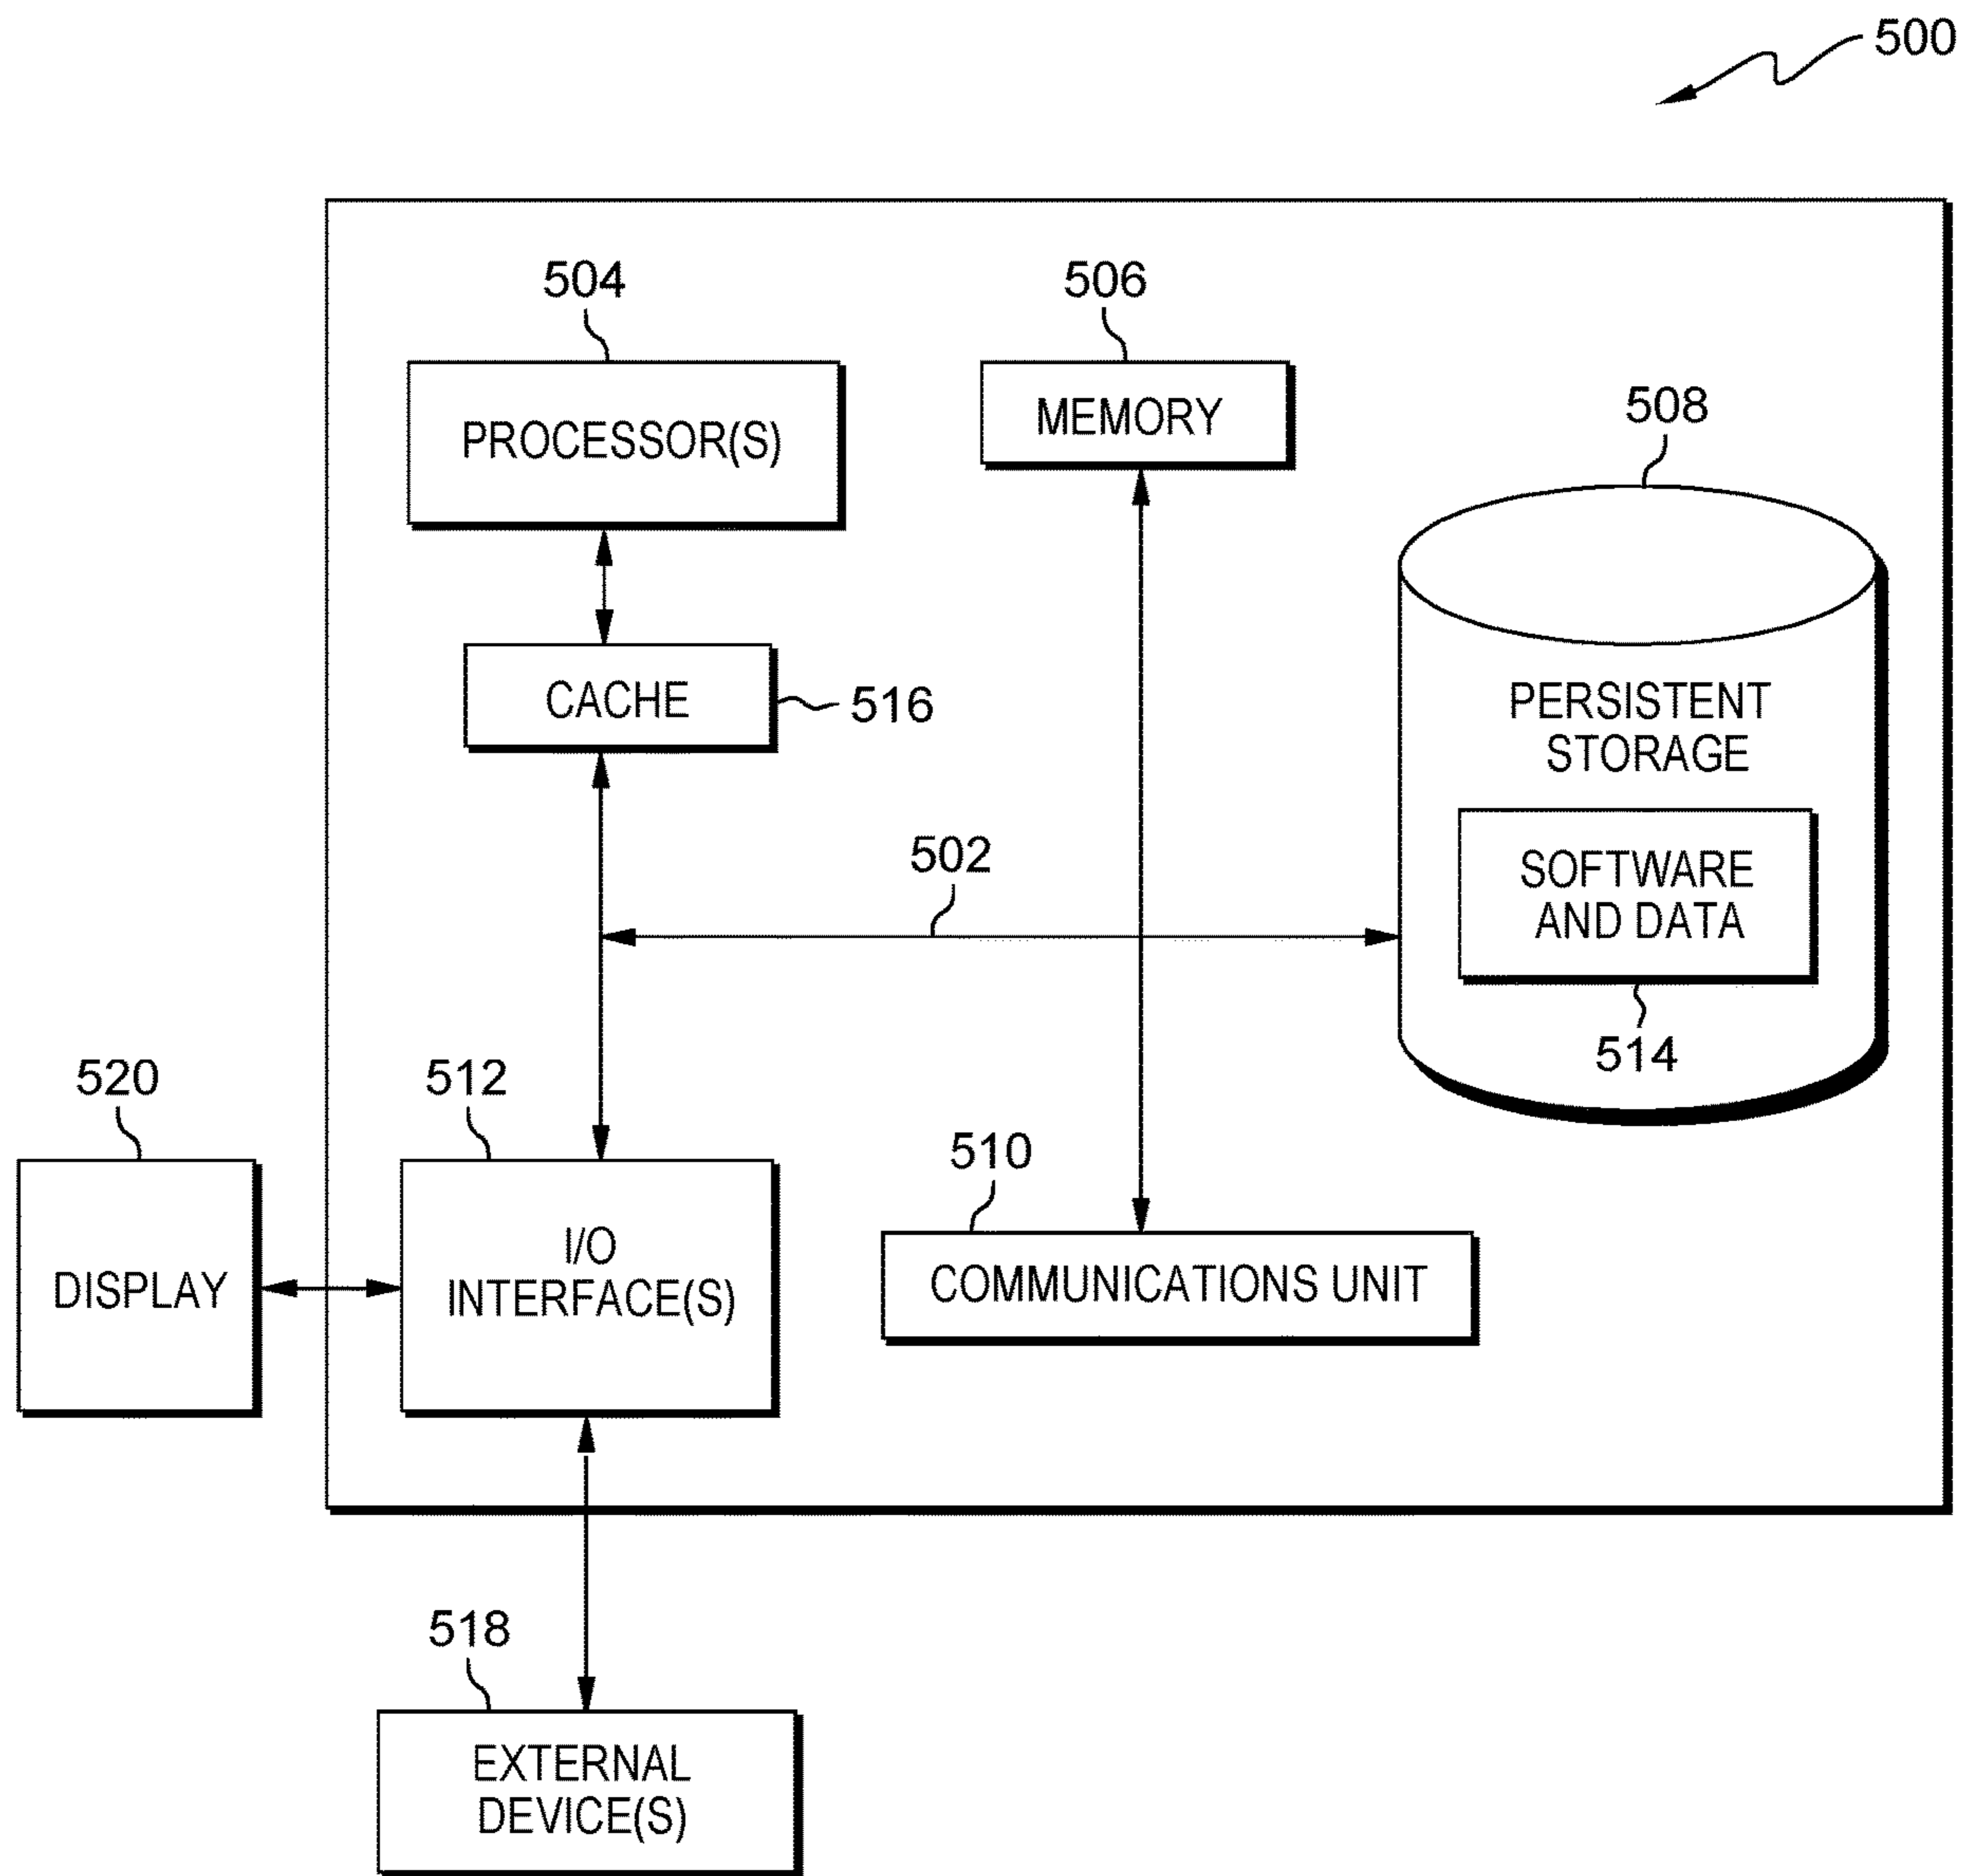 500
504
PROCESSOR(S)
506
MEMORY
508
PERSISTENT
STORAGE
CACHE
516
502
SOFTWARE
AND DATA
514
520
DISPLAY
512
I/O
INTERFACE(S)
510
COMMUNICATIONS UNIT
518
EXTERNAL
DEVICE(S)